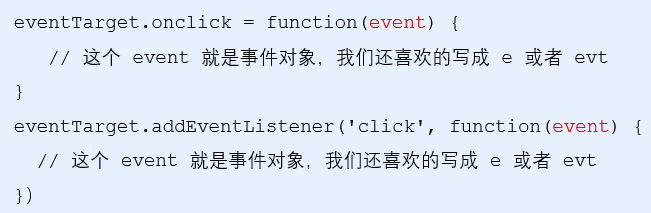 eventTarget.onclick = function(event) {
// 这个 event 就是事件对象，我们还喜欢的写成 e 或者 evt
}
eventTarget.addEventListener('click', function(event) {
// 这个 event 就是事件对象，我们还喜欢的写成 e 或者 evt
})